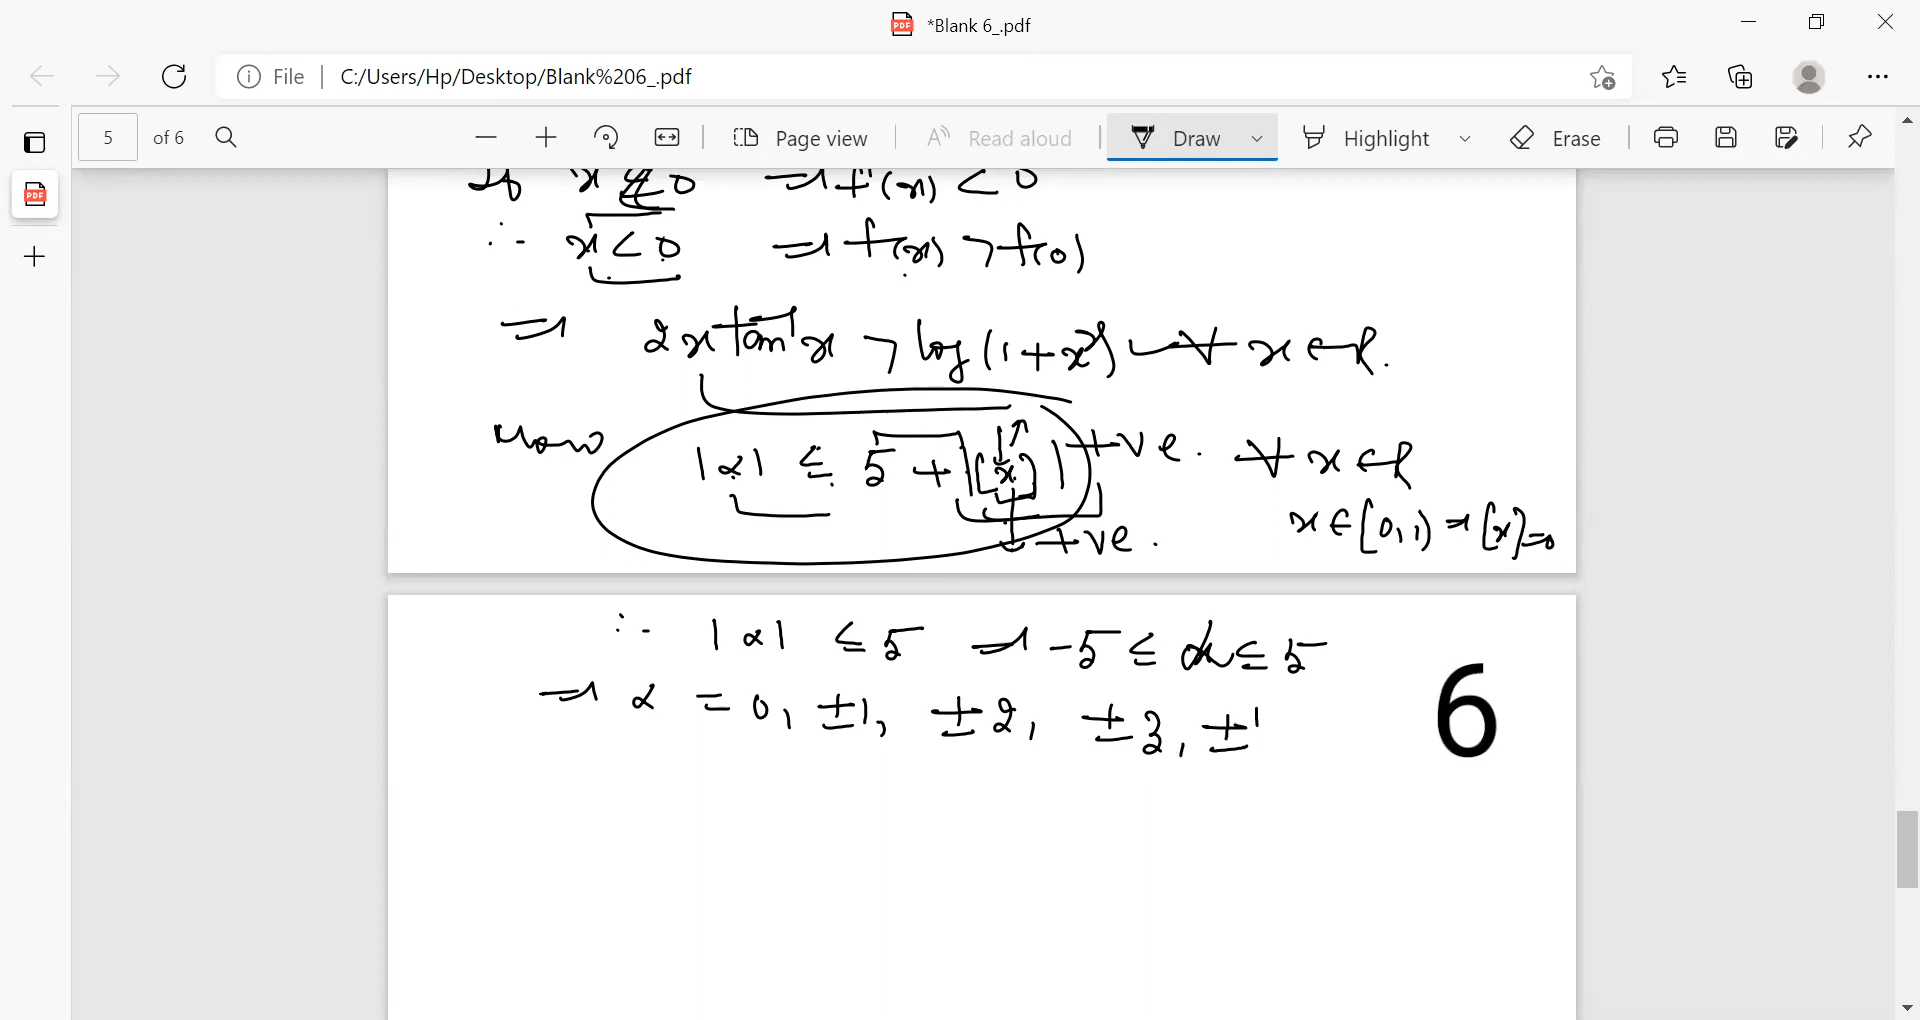 *Blank 6_.pdf
File | C:/Users/Hp/Desktop/Blank%206_.pdf
5 of 6 Page view Read aloud Draw Highlight Erase
If x ≤ 0 ⇒ f'(x) < 0
∴ x < 0 ⇒ f(x) > f(0)
⇒ 2x tan⁻¹x > log(1+x²) ∀ x ∈ R.
Now |α| ≤ 5 + |[x]| +ve. ∀ x ∈ R
+ve. x ∈ [0,1) ⇒ [x]=0
∴ |α| ≤ 5 ⇒ -5 ≤ α ≤ 5
⇒ α = 0, ±1, ±2, ±3, ±
6